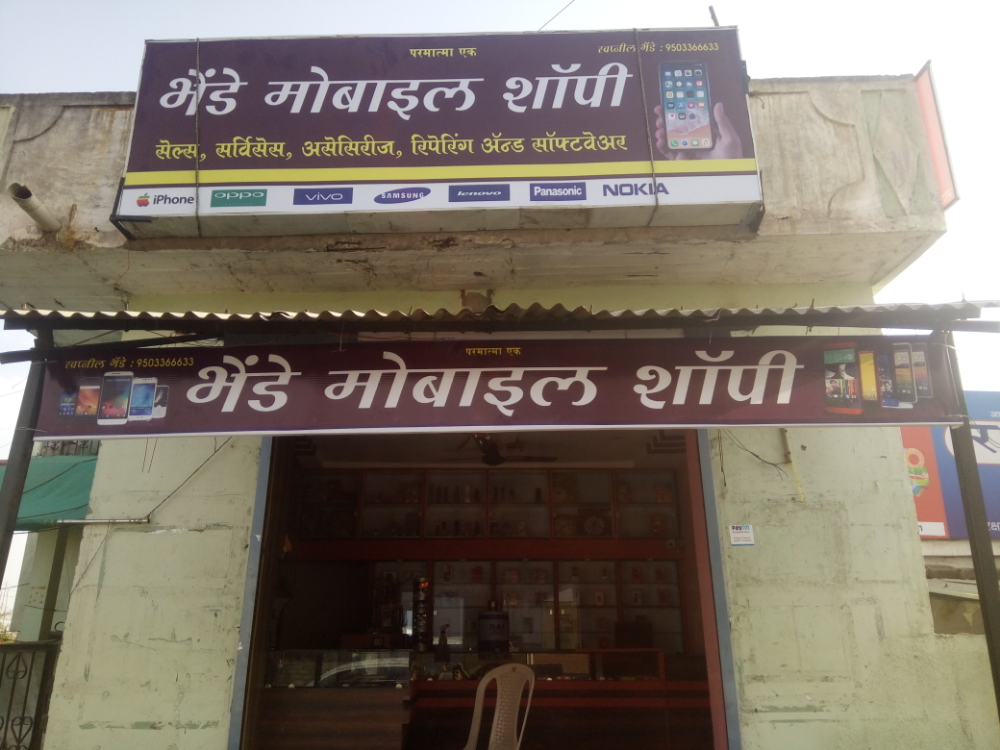 परमात्मा एक
स्वप्नील भेंडे : 9503366633
भेंडे मोबाइल शॉपी
सेल्स, सर्विसेस, असेसिरीज, रिपेरिंग अ‍ॅन्ड सॉफ्टवेअर
iPhone oppo vivo SAMSUNG lenovo Panasonic NOKIA
परमात्मा एक
स्वप्नील भेंडे : 9503366633
भेंडे मोबाइल शॉपी
Paytm